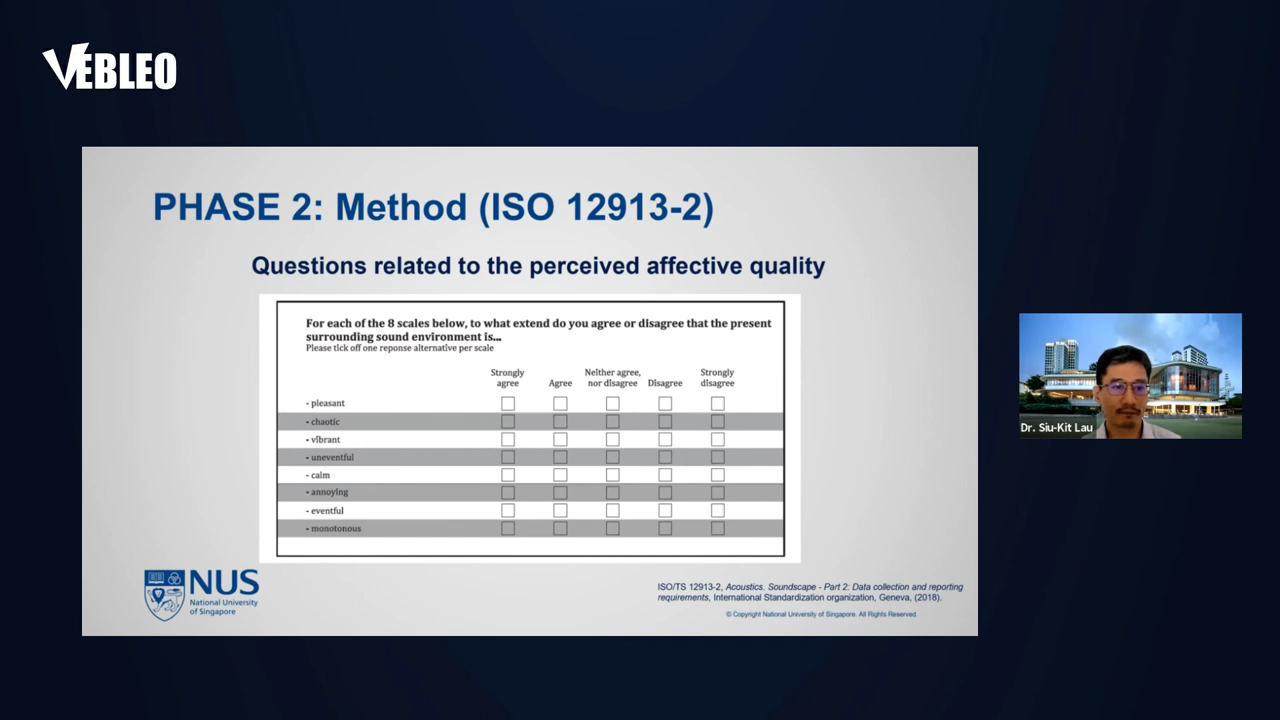 VEBLEO
PHASE 2: Method (ISO 12913-2)
Questions related to the perceived affective quality
For each of the 8 scales below, to what extend do you agree or disagree that the present
surrounding sound environment is...
Please tick off one reponse alternative per scale
Strongly agree Agree Neither agree, nor disagree Disagree Strongly disagree
- pleasant
- chaotic
- vibrant
- uneventful
- calm
- annoying
- eventful
- monotonous
NUS
National University
of Singapore
ISO/TS 12913-2, Acoustics. Soundscape - Part 2: Data collection and reporting
requirements, International Standardization organization, Geneva, (2018).
© Copyright National University of Singapore. All Rights Reserved.
Dr. Siu-Kit Lau